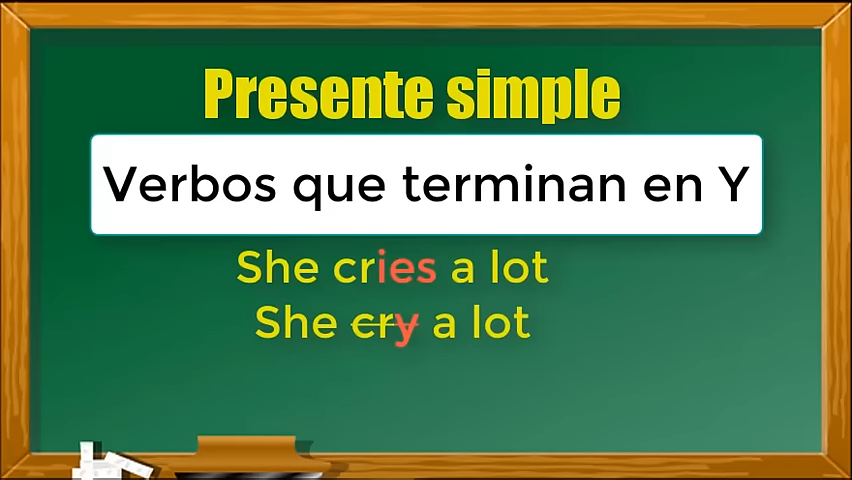 Presente simple
Verbos que terminan en Y
She cries a lot
She cry a lot